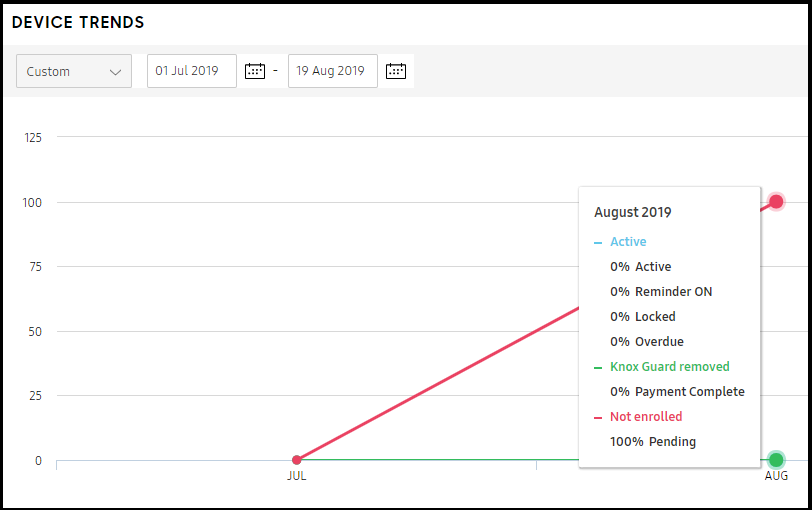 DEVICE TRENDS
Custom 01 Jul 2019 - 19 Aug 2019
125
100
75
50
25
0
August 2019
Active
0% Active
0% Reminder ON
0% Locked
0% Overdue
Knox Guard removed
0% Payment Complete
Not enrolled
100% Pending
JUL AUG